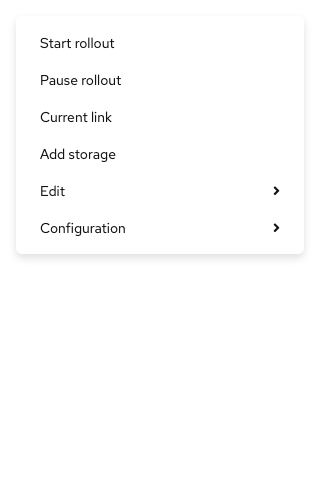 Start rollout
Pause rollout
Current link
Add storage
Edit
Configuration